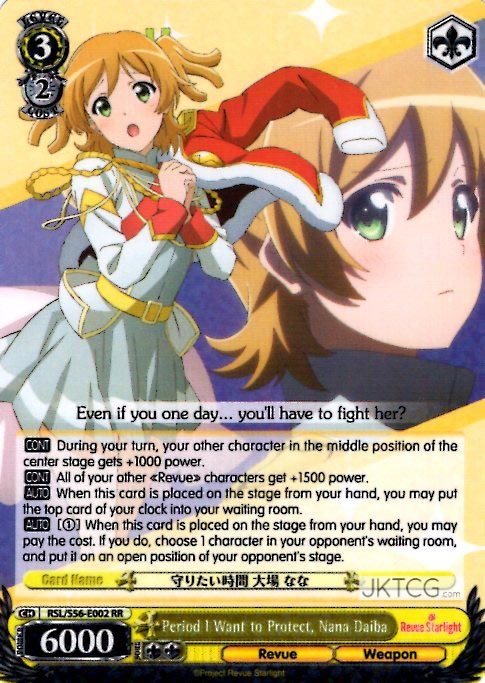 LEVEL
3
2
COST
Even if you one day... you'll have to fight her?
CONT During your turn, your other character in the middle position of the
center stage gets +1000 power.
CONT All of your other «Revue» characters get +1500 power.
AUTO When this card is placed on the stage from your hand, you may put
the top card of your clock into your waiting room.
AUTO [①] When this card is placed on the stage from your hand, you may
pay the cost. If you do, choose 1 character in your opponent's waiting room,
and put it on an open position of your opponent's stage.
Card Name 守りたい時間 大場 なな
JKTCG.com
CH RSL/S56-E002 RR
Period I Want to Protect, Nana Daiba Revue Starlight
POWER 6000 SOUL Revue Weapon
©Project Revue Starlight